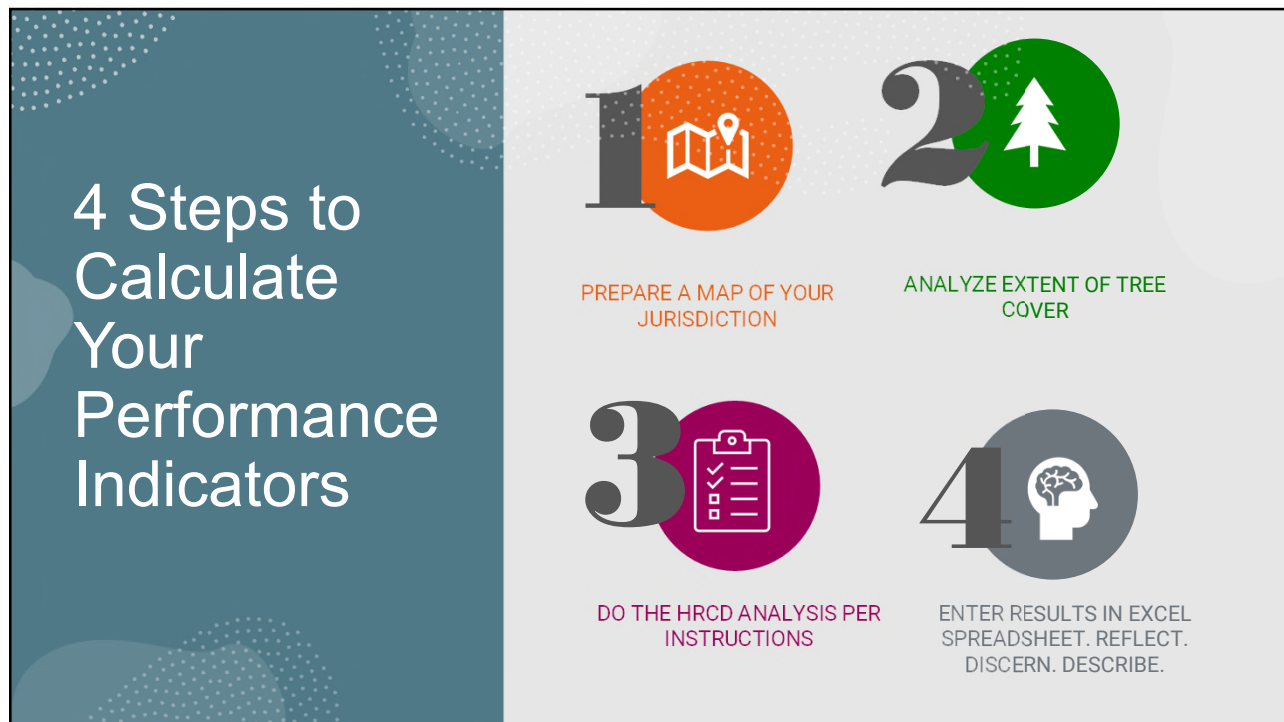 4 Steps to
Calculate
Your
Performance
Indicators
1
PREPARE A MAP OF YOUR
JURISDICTION
2
ANALYZE EXTENT OF TREE
COVER
3
DO THE HRCD ANALYSIS PER
INSTRUCTIONS
4
ENTER RESULTS IN EXCEL
SPREADSHEET. REFLECT.
DISCERN. DESCRIBE.